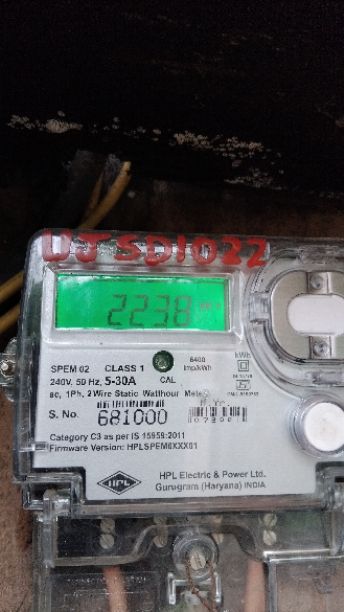 UJSD1022
2238
SPEM 02 CLASS 1 6400
imp/kWh kWh
240V, 50 Hz, 5-30A CAL
ac, 1Ph, 2 Wire Static Watthour Meter
S. No. 681000
Category C3 as per IS 15959:2011
Firmware Version: HPLSPEM0XXX01
HPL
HPL Electric & Power Ltd.
Gurugram (Haryana) INDIA